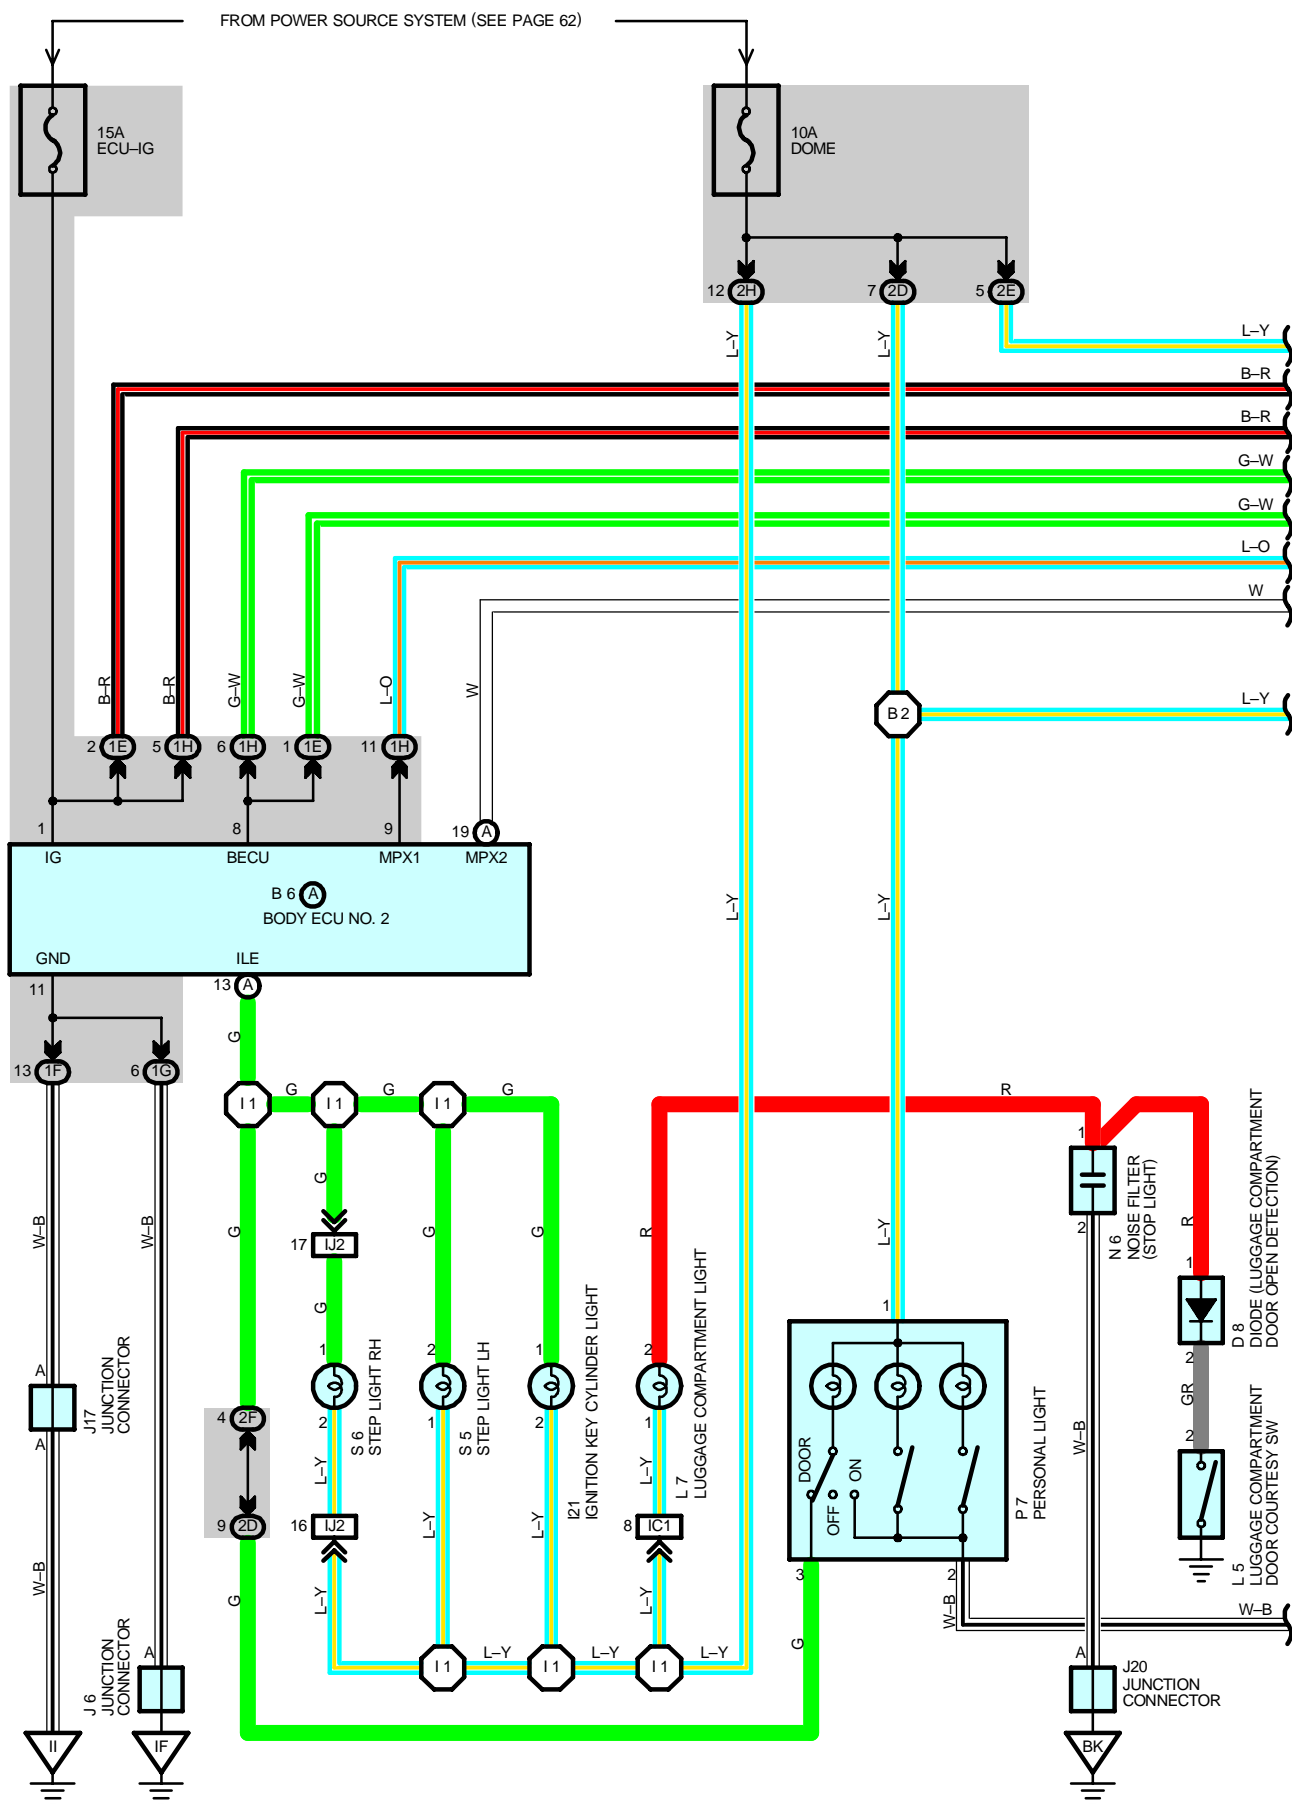 FROM POWER SOURCE SYSTEM (SEE PAGE 62)
15A
ECU–IG
10A
DOME
12 2H
7 2D
5 2E
L–Y
L–Y
L–Y
B–R
B–R
G–W
G–W
L–O
W
B–R
B–R
G–W
G–W
L–O
W
B 2
L–Y
2 1E
5 1H
6 1H
1 1E
11 1H
1
8
9
19 A
IG
BECU
MPX1
MPX2
B 6 A
BODY ECU NO. 2
GND
ILE
L–Y
L–Y
11
13 A
G
13 1F
6 1G
I 1
G
I 1
G
I 1
G
R
1
N 6
NOISE FILTER
(STOP LIGHT)
2
W–B
W–B
G
G
17 IJ2
G
G
G
R
L–Y
R
1
D 8
DIODE (LUGGAGE COMPARTMENT
DOOR OPEN DETECTION)
2
GR
2
1
2
1
2
1
A
J17
JUNCTION
CONNECTOR
A
S 6
STEP LIGHT RH
S 5
STEP LIGHT LH
I21
IGNITION KEY CYLINDER LIGHT
L 7
LUGGAGE COMPARTMENT LIGHT
2
1
2
1
4 2F
9 2D
L–Y
16 IJ2
L–Y
L–Y
L–Y
L–Y
8 IC1
L–Y
DOOR
OFF
ON
P 7
PERSONAL LIGHT
W–B
L 5
LUGGAGE COMPARTMENT
DOOR COURTESY SW
W–B
G
3
2
G
W–B
W–B
I 1
L–Y
I 1
L–Y
I 1
L–Y
A
J 6
JUNCTION
CONNECTOR
A
J20
JUNCTION
CONNECTOR
II
IF
BK